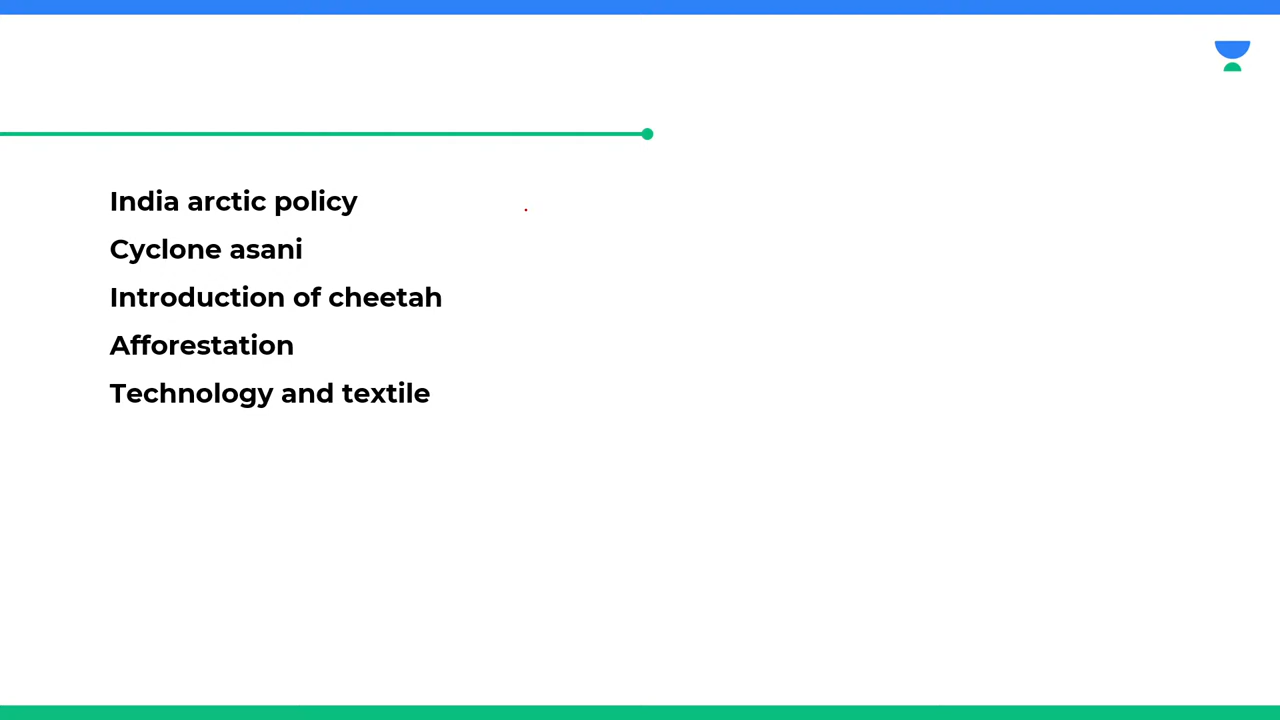 India arctic policy
Cyclone asani
Introduction of cheetah
Afforestation
Technology and textile